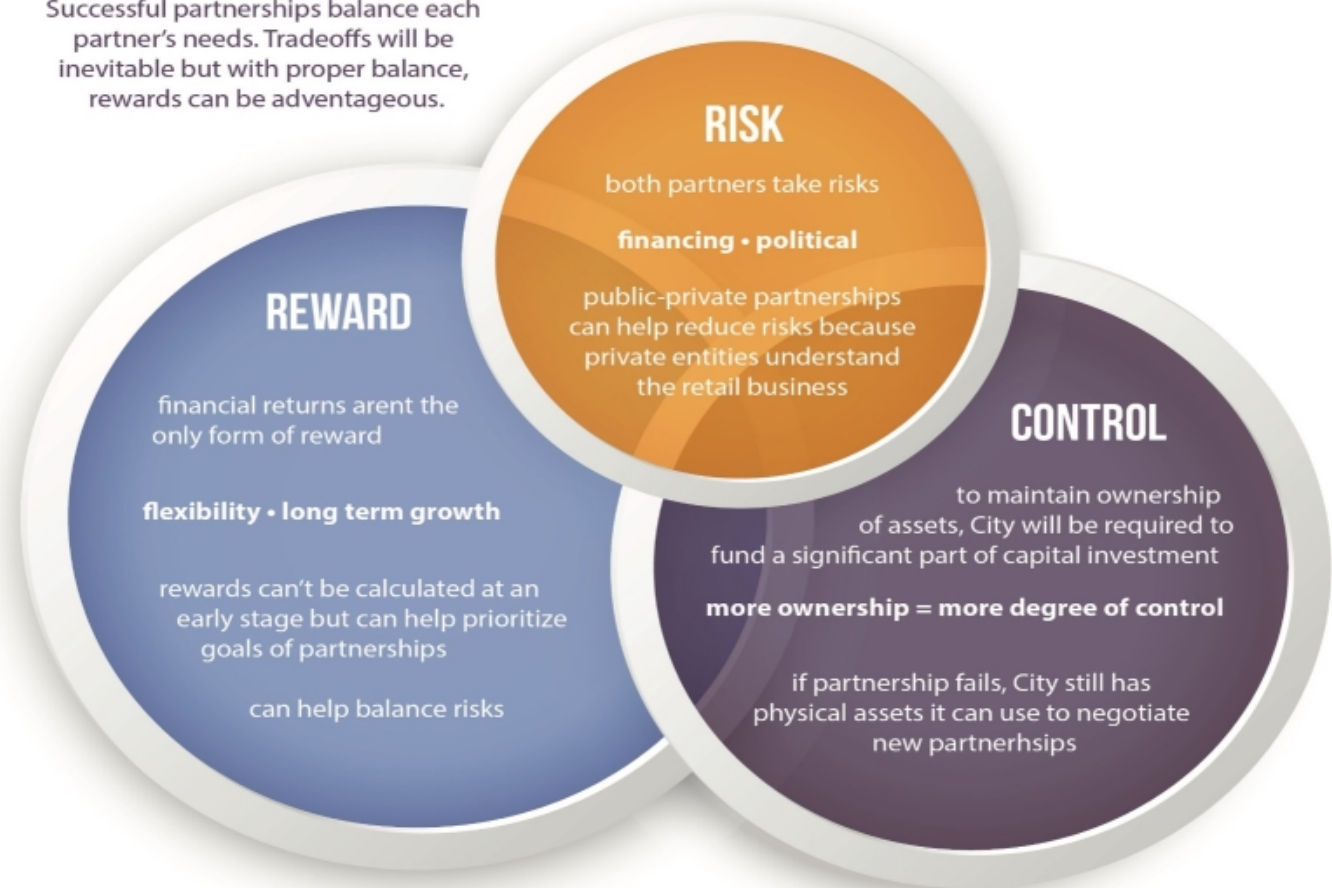 Successful partnerships balance each
partner's needs. Tradeoffs will be
inevitable but with proper balance,
rewards can be adventageous.
RISK
both partners take risks
financing • political
public-private partnerships
can help reduce risks because
private entities understand
the retail business
REWARD
financial returns arent the
only form of reward
flexibility • long term growth
rewards can't be calculated at an
early stage but can help prioritize
goals of partnerships
can help balance risks
CONTROL
to maintain ownership
of assets, City will be required to
fund a significant part of capital investment
more ownership = more degree of control
if partnership fails, City still has
physical assets it can use to negotiate
new partnerhsips